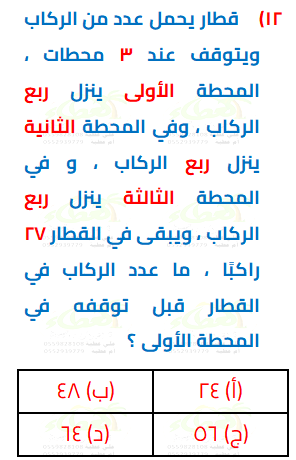 ١٢) قطار يحمل عدد من الركاب
ويتوقف عند ٣ محطات ،
المحطة الأولى ينزل ربع
الركاب ، وفي المحطة الثانية
ينزل ربع الركاب ، و في
المحطة الثالثة ينزل ربع
الركاب ، ويبقى في القطار ٢٧
راكبًا ، ما عدد الركاب في
القطار قبل توقفه في
المحطة الأولى ؟
(أ) ٢٤ (ب) ٤٨
(ج) ٥٦ (د) ٦٤